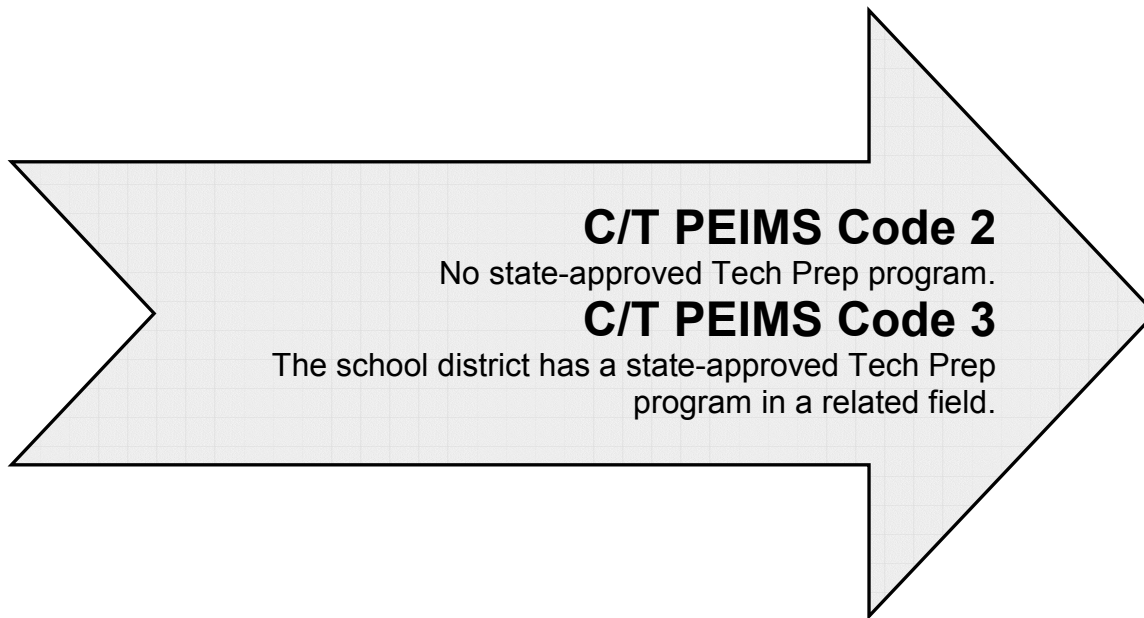 C/T PEIMS Code 2
No state-approved Tech Prep program.
C/T PEIMS Code 3
The school district has a state-approved Tech Prep
program in a related field.